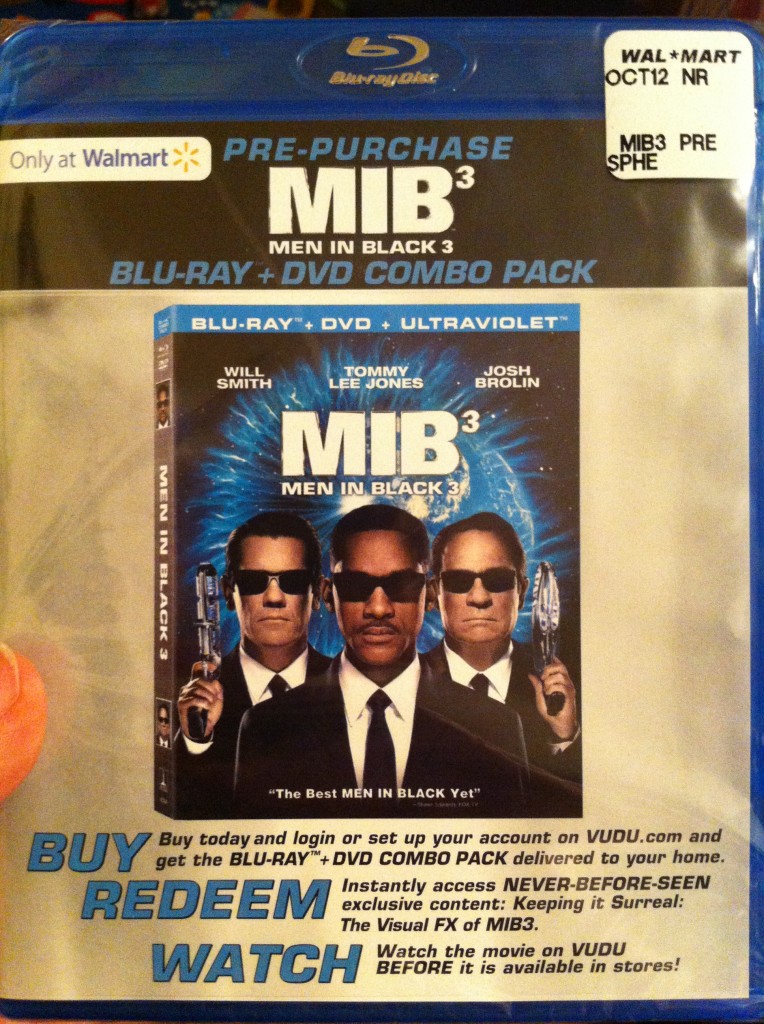 Blu-ray Disc
WAL*MART
OCT12 NR
MIB3 PRE
SPHE
Only at Walmart
PRE-PURCHASE
MIB3
MEN IN BLACK 3
BLU-RAY + DVD COMBO PACK
BLU-RAY™ + DVD + ULTRAVIOLET™
WILL SMITH
TOMMY LEE JONES
JOSH BROLIN
MIB3
MEN IN BLACK 3
MEN IN BLACK 3
“The Best MEN IN BLACK Yet”
BUY
Buy today and login or set up your account on VUDU.com and
get the BLU-RAY™+ DVD COMBO PACK delivered to your home.
REDEEM
Instantly access NEVER-BEFORE-SEEN
exclusive content: Keeping it Surreal:
The Visual FX of MIB3.
WATCH
Watch the movie on VUDU
BEFORE it is available in stores!